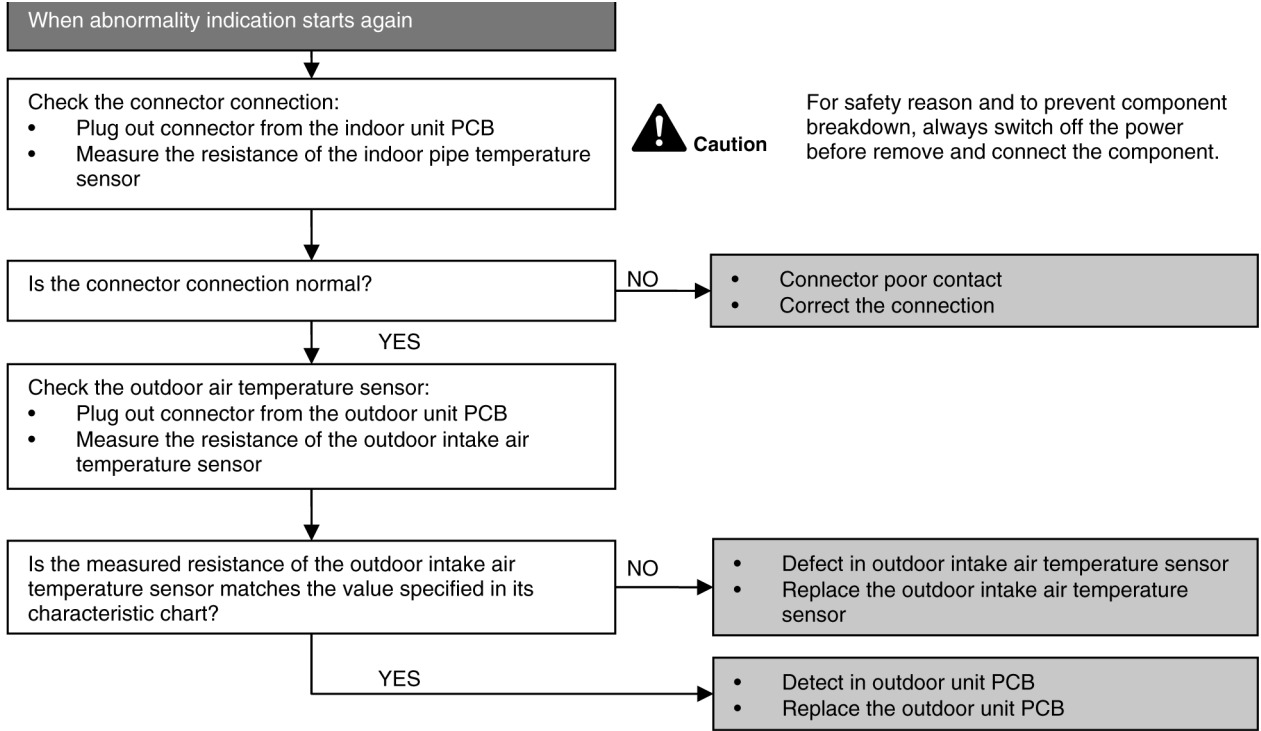 When abnormality indication starts again
Check the connector connection:
• Plug out connector from the indoor unit PCB
• Measure the resistance of the indoor pipe temperature
sensor
Caution
For safety reason and to prevent component
breakdown, always switch off the power
before remove and connect the component.
Is the connector connection normal?
NO
• Connector poor contact
• Correct the connection
YES
Check the outdoor air temperature sensor:
• Plug out connector from the outdoor unit PCB
• Measure the resistance of the outdoor intake air
temperature sensor
Is the measured resistance of the outdoor intake air
temperature sensor matches the value specified in its
characteristic chart?
NO
• Defect in outdoor intake air temperature sensor
• Replace the outdoor intake air temperature
sensor
YES
• Detect in outdoor unit PCB
• Replace the outdoor unit PCB